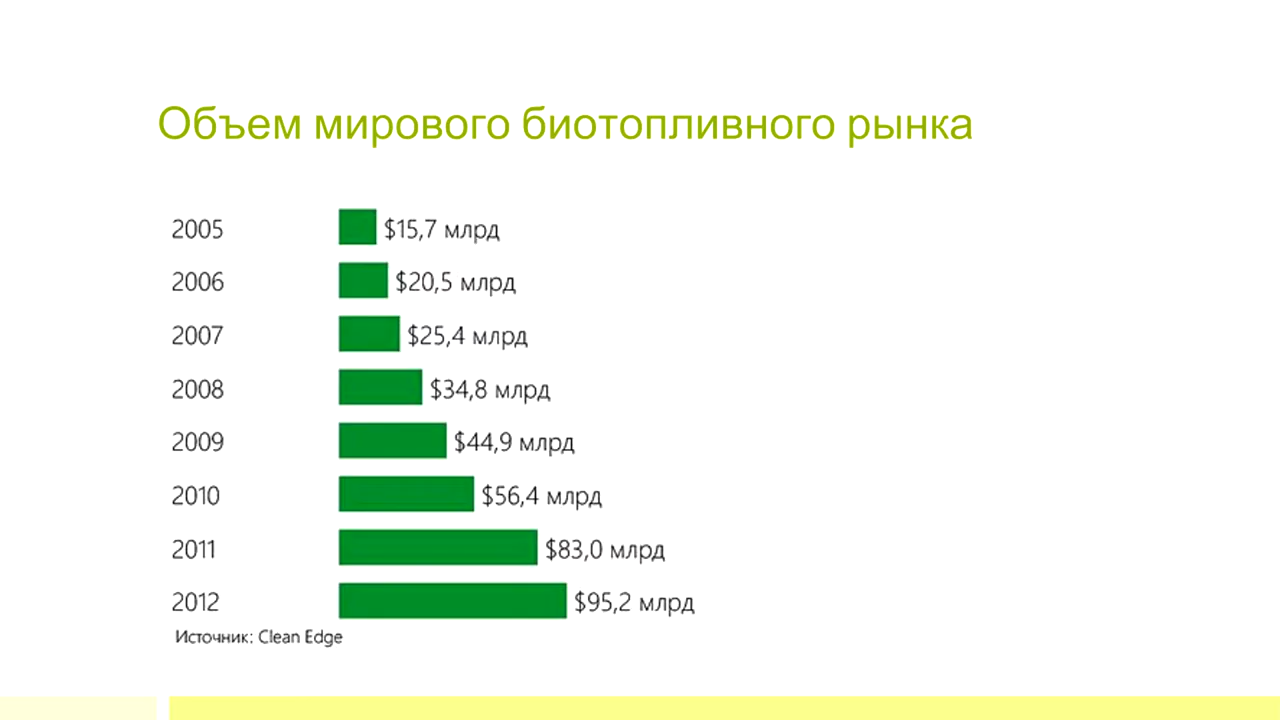 Объем мирового биотопливного рынка
2005 $15,7 млрд
2006 $20,5 млрд
2007 $25,4 млрд
2008 $34,8 млрд
2009 $44,9 млрд
2010 $56,4 млрд
2011 $83,0 млрд
2012 $95,2 млрд
Источник: Clean Edge